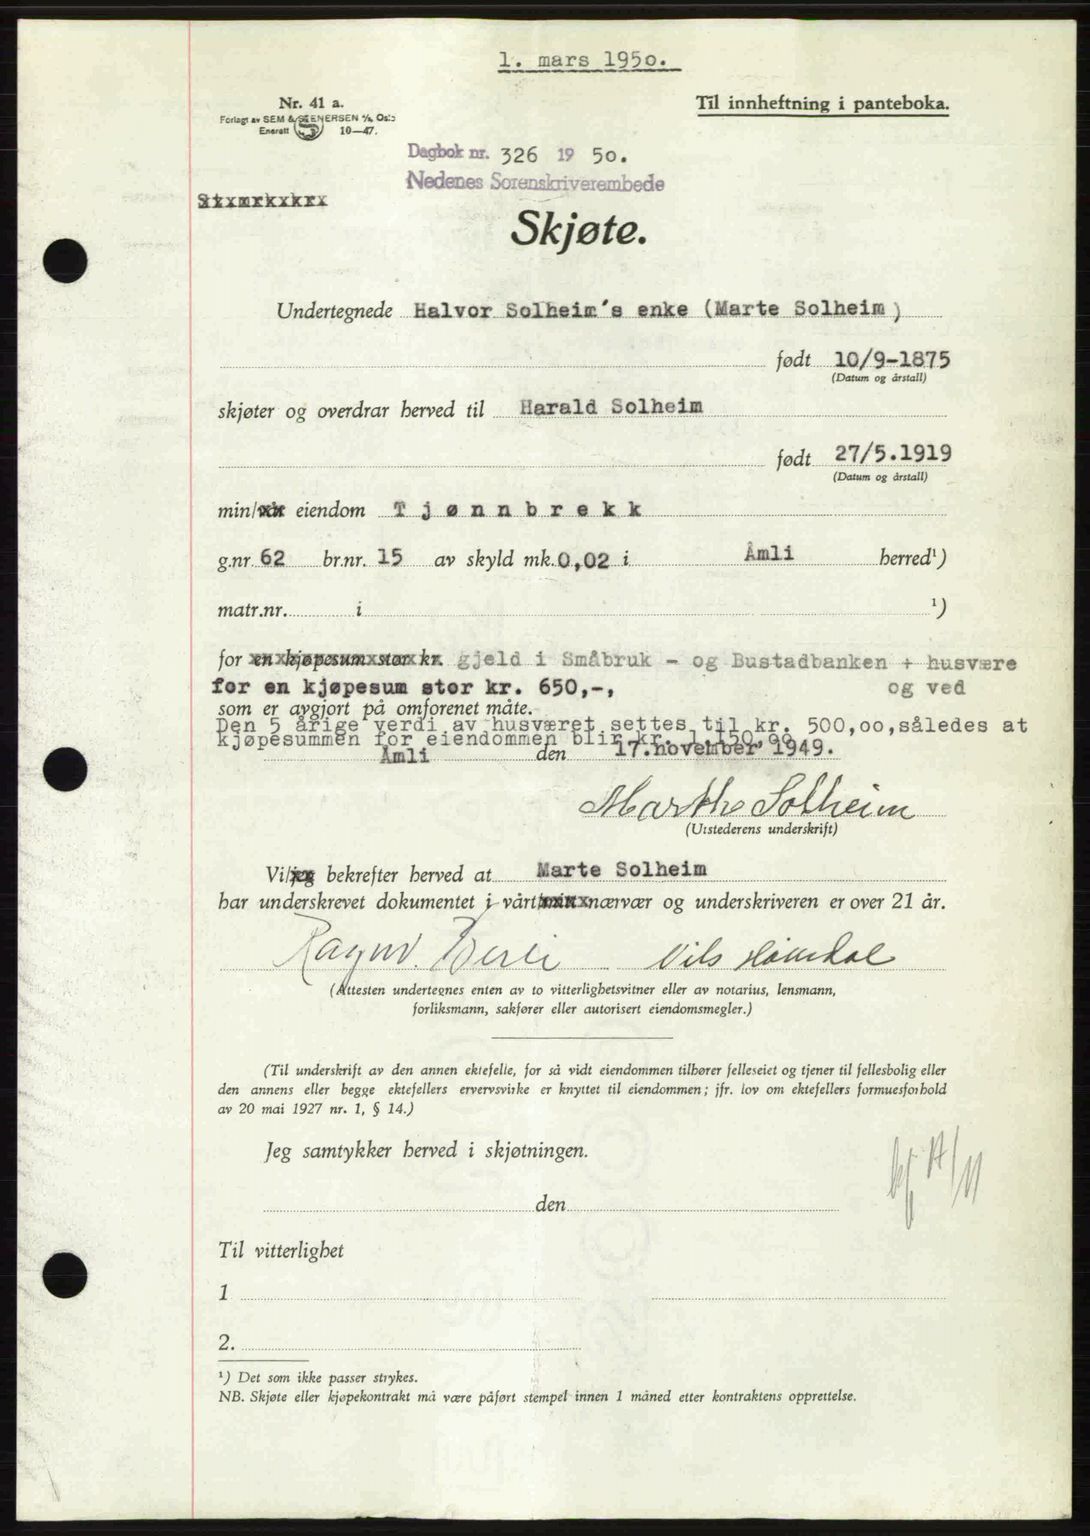 1. mars 1950.
Nr. 41 a.
Til innheftning i panteboka.
Forlagt av SEM & STENERSEN A/s, Oslo
Enerett 10—47.
Dagbok nr. 326 19 50.
Nedenes Sorenskriverembede
Skjøte.
Undertegnede Halvor Solheim's enke (Marte Solheim)
født 10/9-1875
(Datum og årstall)
skjøter og overdrar herved til Harald Solheim
født 27/5.1919
(Datum og årstall)
min/ eiendom Tjønnbrekk
g.nr. 62 br.nr. 15 av skyld mk. 0,02 i Åmli herred¹)
matr.nr. i ¹)
for en kjøpesum stor kr. gjeld i Småbruk - og Bustadbanken + husvære
for en kjøpesum stor kr. 650,-, og ved
som er avgjort på omforenet måte.
Den 5 årige verdi av husværet settes til kr. 500,oo,således at
kjøpesummen for eiendommen blir kr. 1.150,oo
Åmli den 17.november 1949.
Marthe Solheim
(Utstederens underskrift)
Vi/jeg bekrefter herved at Marte Solheim
har underskrevet dokumentet i vårt/ nærvær og underskriveren er over 21 år.
Nils
(Attesten undertegnes enten av to vitterlighetsvitner eller av notarius, lensmann,
forliksmann, sakfører eller autorisert eiendomsmegler.)
(Til underskrift av den annen ektefelle, for så vidt eiendommen tilhører felleseiet og tjener til fellesbolig eller
den annens eller begge ektefellers ervervsvirke er knyttet til eiendommen; jfr. lov om ektefellers formuesforhold
av 20 mai 1927 nr. 1, § 14.)
Jeg samtykker herved i skjøtningen.
den
Til vitterlighet
1
2.
¹) Det som ikke passer strykes.
NB. Skjøte eller kjøpekontrakt må være påført stempel innen 1 måned etter kontraktens opprettelse.